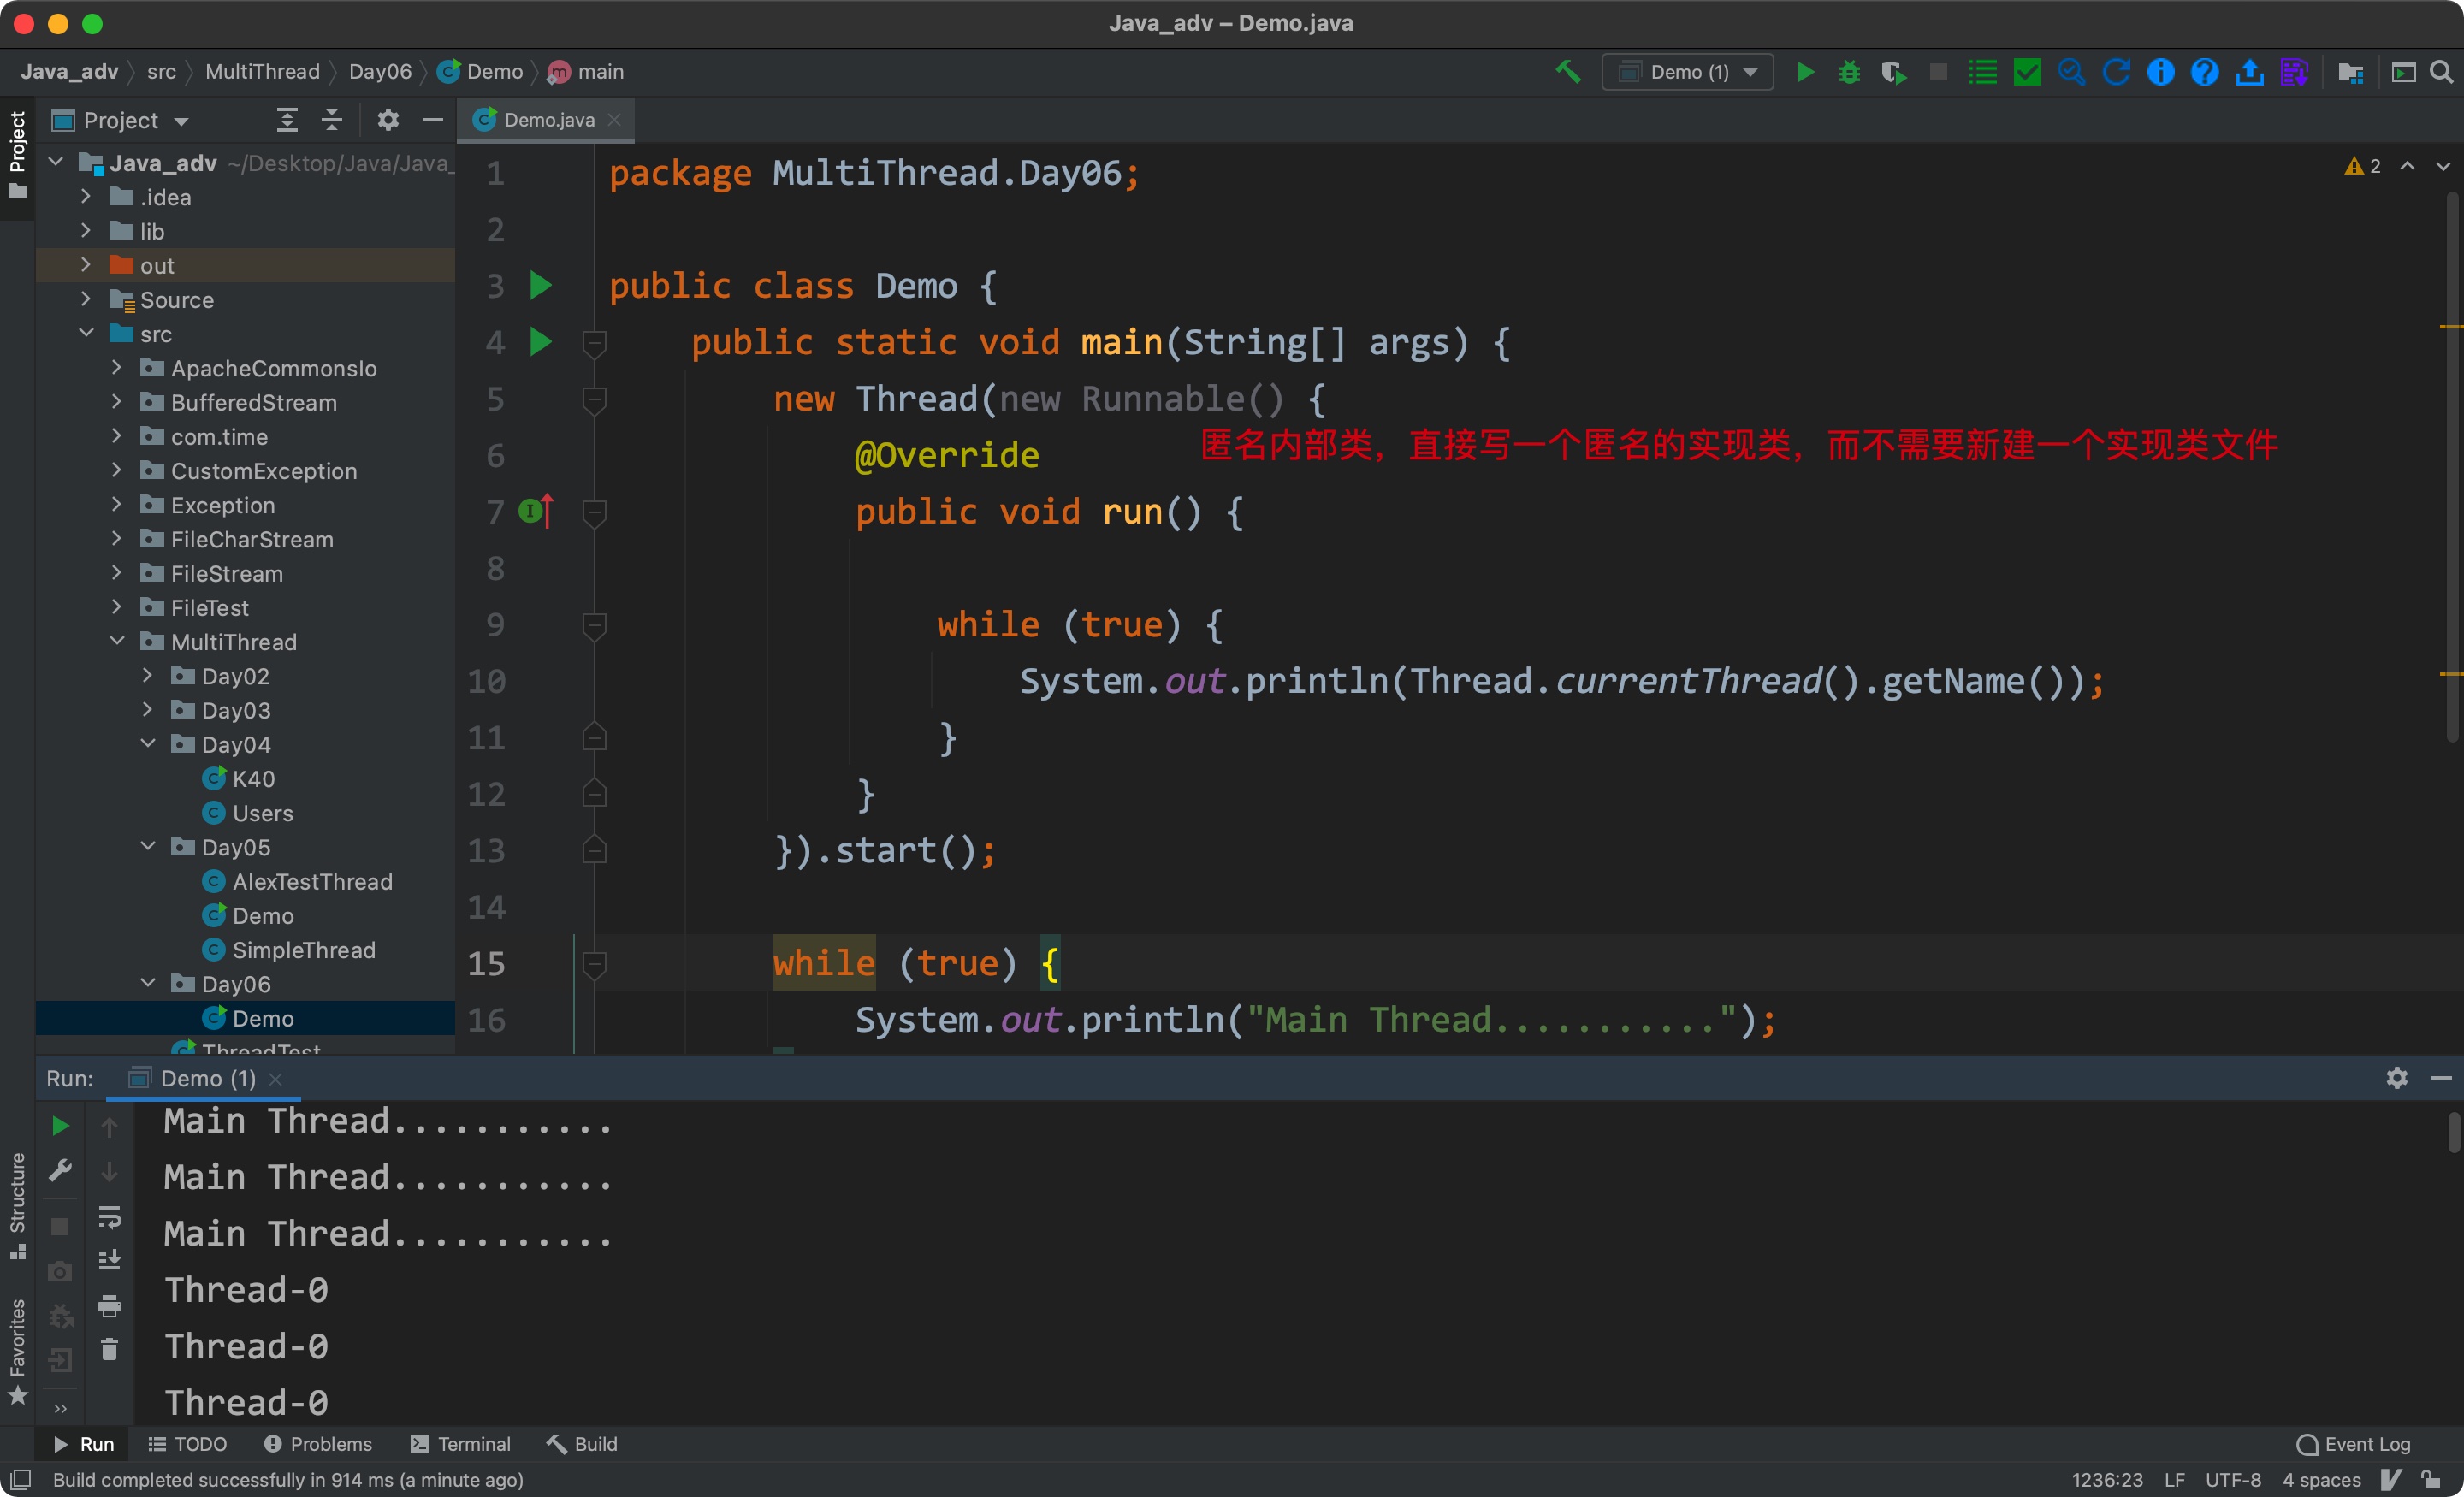 Java_adv – Demo.java
Java_adv src MultiThread Day06 Demo main
Demo (1)
Project
Project
Demo.java
Java_adv ~/Desktop/Java/Java_
.idea
lib
out
Source
src
ApacheCommonsIo
BufferedStream
com.time
CustomException
Exception
FileCharStream
FileStream
FileTest
MultiThread
Day02
Day03
Day04
K40
Users
Day05
AlexTestThread
Demo
SimpleThread
Day06
Demo
ThreadTest
2
1 package MultiThread.Day06;
2
3 public class Demo {
4 public static void main(String[] args) {
5 new Thread(new Runnable() {
6 @Override
匿名内部类，直接写一个匿名的实现类，而不需要新建一个实现类文件
7 public void run() {
8
9 while (true) {
10 System.out.println(Thread.currentThread().getName());
11 }
12 }
13 }).start();
14
15 while (true) {
16 System.out.println("Main Thread...........");
Run: Demo (1)
Main Thread...........
Main Thread...........
Main Thread...........
Thread-0
Thread-0
Thread-0
Structure
Favorites
Run TODO Problems Terminal Build Event Log
Build completed successfully in 914 ms (a minute ago) 1236:23 LF UTF-8 4 spaces